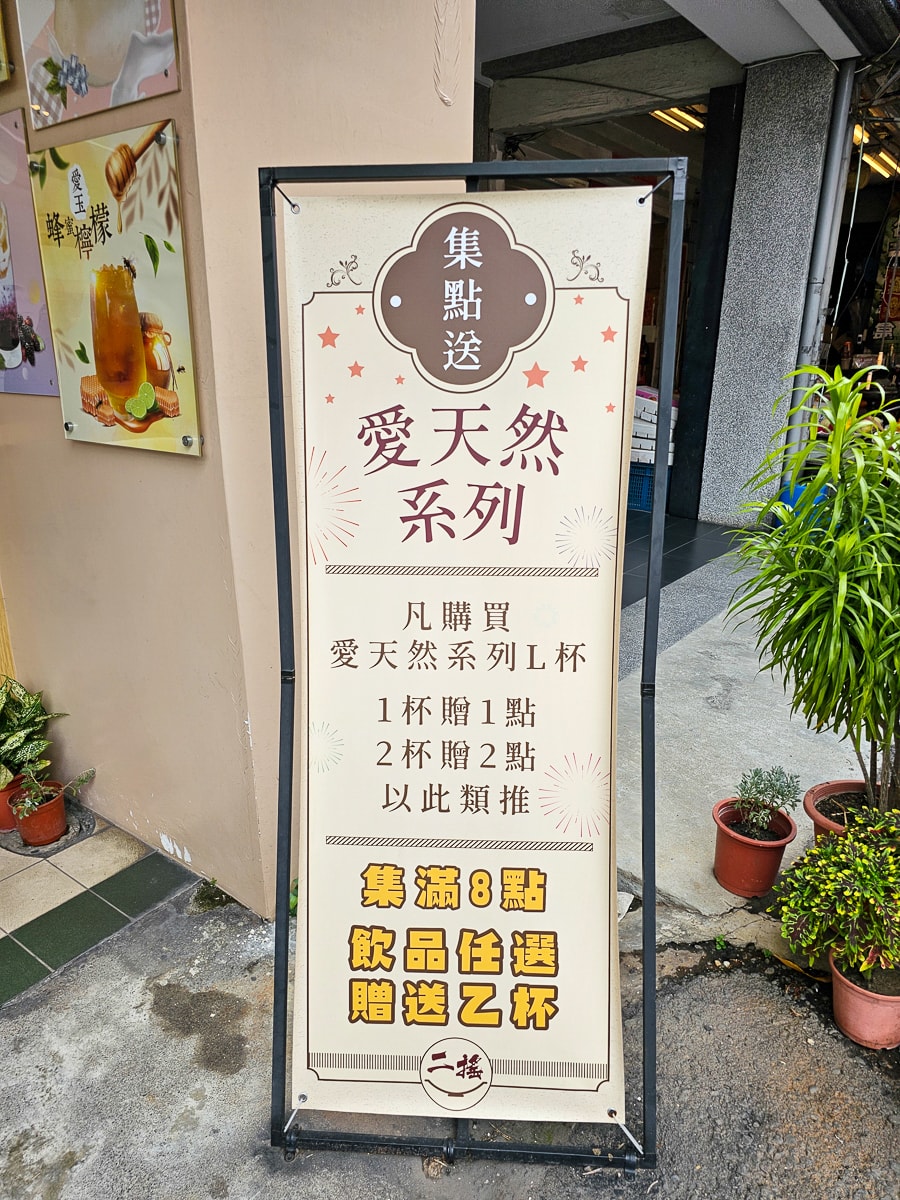 集點送
愛天然
系列
凡購買
愛天然系列L杯
1杯贈1點
2杯贈2點
以此類推
集滿8點
飲品任選
贈送乙杯
二搖
愛玉
蜂蜜檸檬